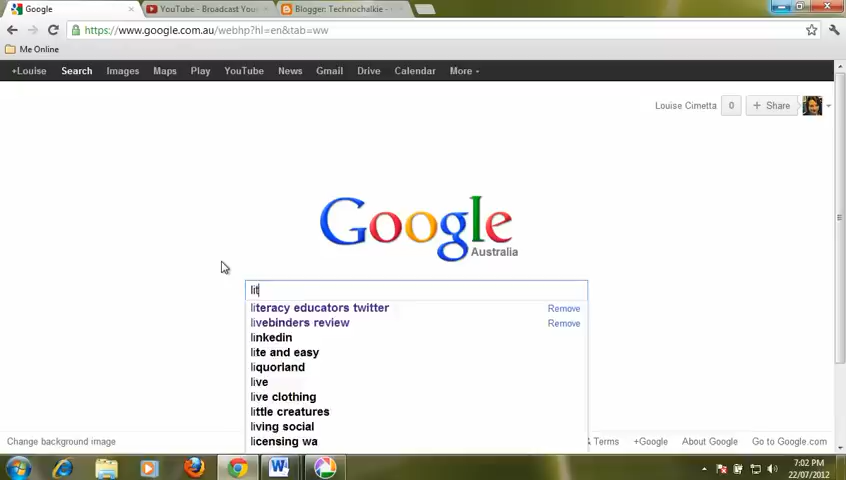 Google
YouTube - Broadcast You
Blogger: Technochalkie -
https://www.google.com.au/webhp?hl=en&tab=ww
Me Online
+Louise Search Images Maps Play YouTube News Gmail Drive Calendar More
Louise Cimetta 0 + Share
Google
Australia
lit
literacy educators twitter Remove
livebinders review Remove
linkedin
lite and easy
liquorland
live
live clothing
little creatures
living social
licensing wa
Change background image & Terms +Google About Google Go to Google.com
7:02 PM
22/07/2012